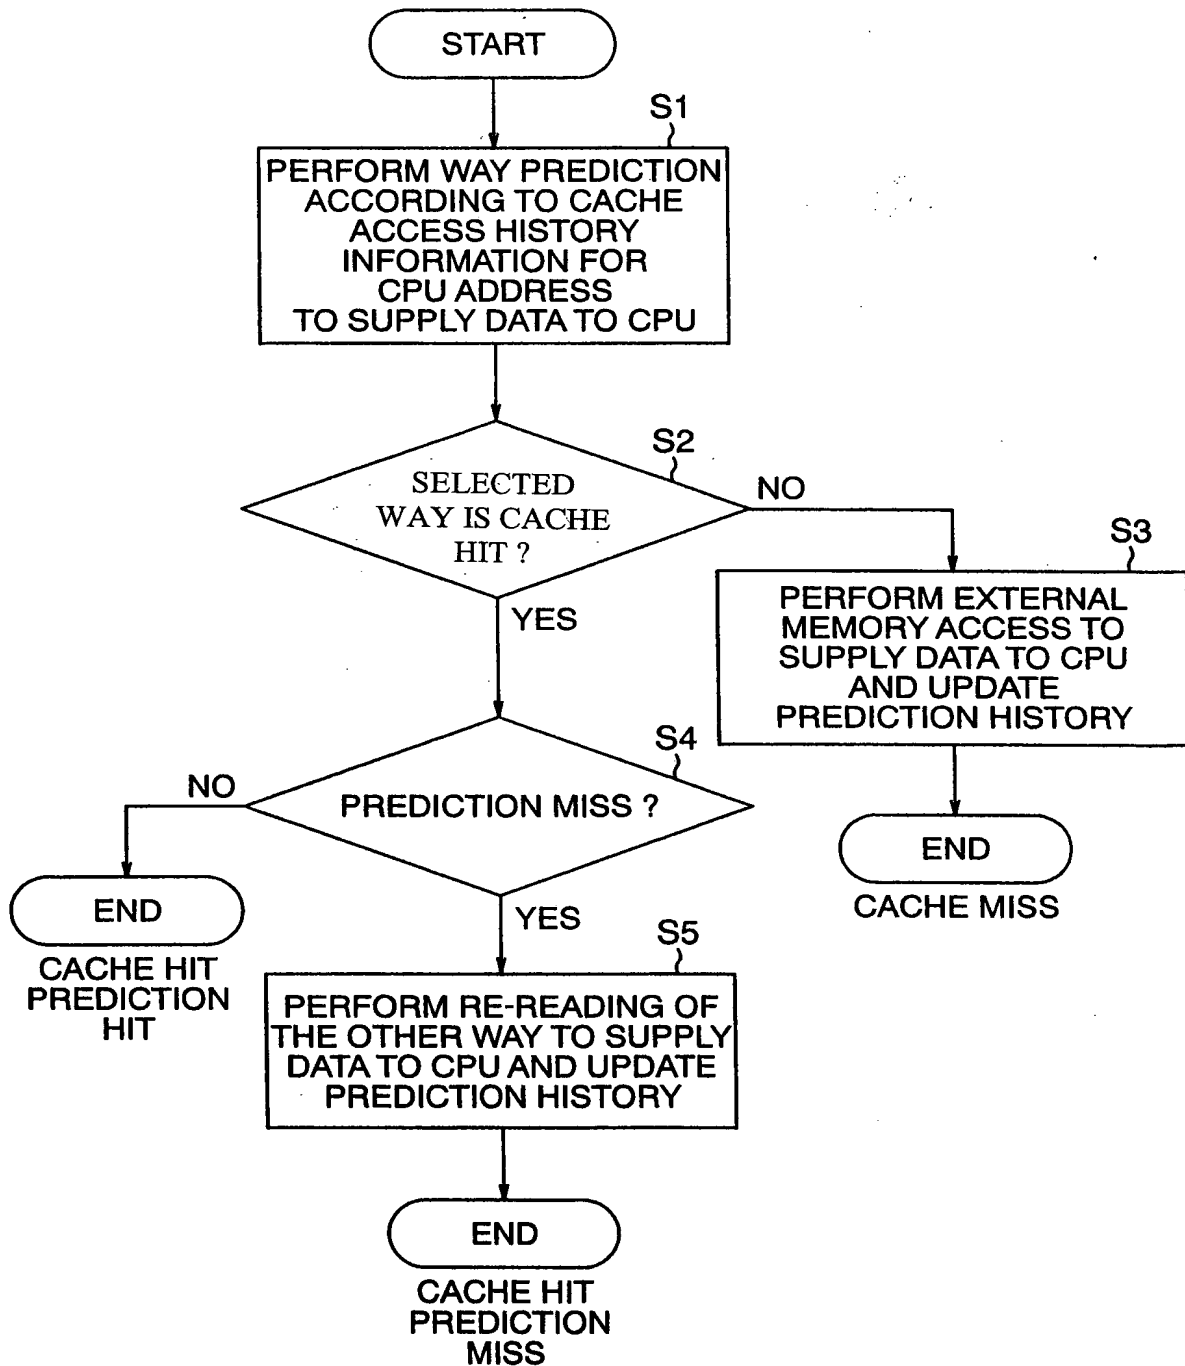 START
S1
PERFORM WAY PREDICTION
ACCORDING TO CACHE
ACCESS HISTORY
INFORMATION FOR
CPU ADDRESS
TO SUPPLY DATA TO CPU
S2
SELECTED
WAY IS CACHE
HIT ?
NO
YES
S3
PERFORM EXTERNAL
MEMORY ACCESS TO
SUPPLY DATA TO CPU
AND UPDATE
PREDICTION HISTORY
END
CACHE MISS
S4
PREDICTION MISS ?
NO
YES
END
CACHE HIT
PREDICTION
HIT
S5
PERFORM RE-READING OF
THE OTHER WAY TO SUPPLY
DATA TO CPU AND UPDATE
PREDICTION HISTORY
END
CACHE HIT
PREDICTION
MISS